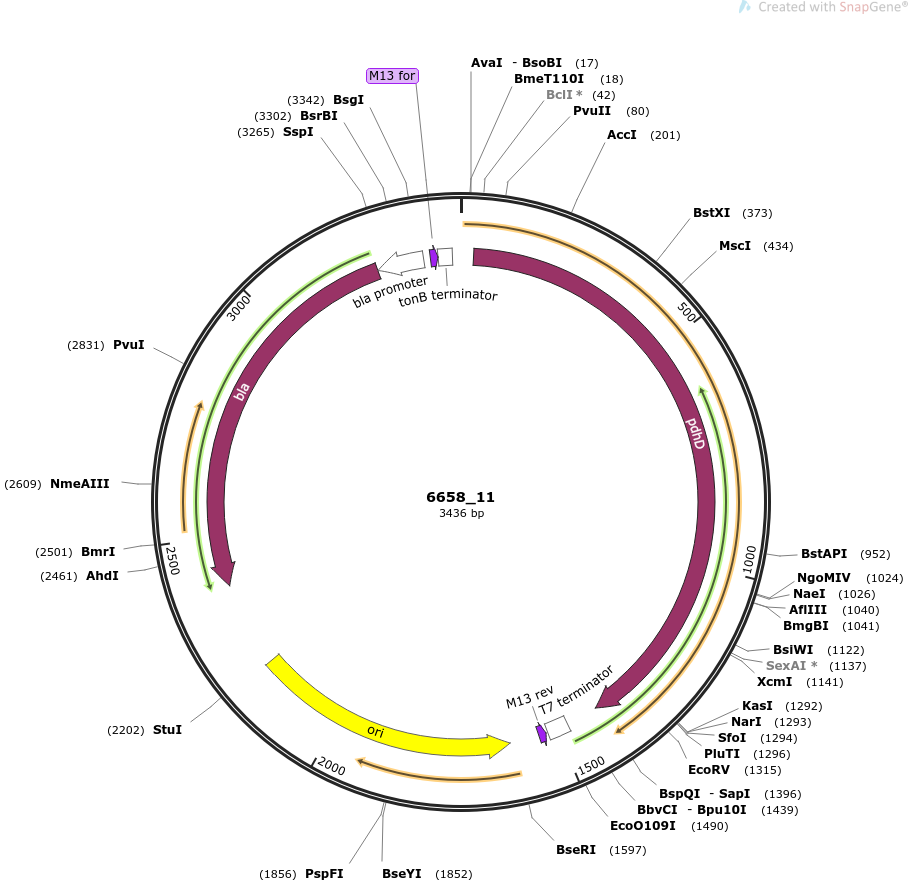 Created with SnapGene®
M13 for
AvaI - BsoBI (17)
BmeT110I (18)
BclI * (42)
PvuII (80)
AccI (201)
BstXI (373)
MscI (434)
(3342) BsgI
(3302) BsrBI
(3265) SspI
bla promoter
tonB terminator
500
3000
(2831) PvuI
bla
pdhD
(2609) NmeAIII
6658_11
3436 bp
(2501) BmrI
2500
(2461) AhdI
1000
BstAPI (952)
NgoMIV (1024)
NaeI (1026)
AflIII (1040)
BmgBI (1041)
BsiWI (1122)
SexAI * (1137)
XcmI (1141)
M13 rev
T7 terminator
KasI (1292)
NarI (1293)
SfoI (1294)
PluTI (1296)
EcoRV (1315)
(2202) StuI
ori
2000
1500
BspQI - SapI (1396)
BbvCI - Bpu10I (1439)
EcoO109I (1490)
BseRI (1597)
(1856) PspFI
BseYI (1852)